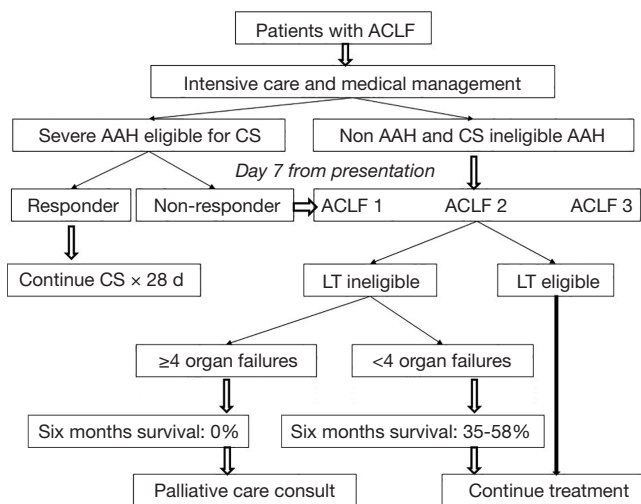 Patients with ACLF
Intensive care and medical management
Severe AAH eligible for CS
Non AAH and CS ineligible AAH
Day 7 from presentation
Responder
Non-responder
ACLF 1 ACLF 2 ACLF 3
Continue CS × 28 d
LT ineligible
LT eligible
≥4 organ failures
<4 organ failures
Six months survival: 0%
Six months survival: 35-58%
Palliative care consult
Continue treatment